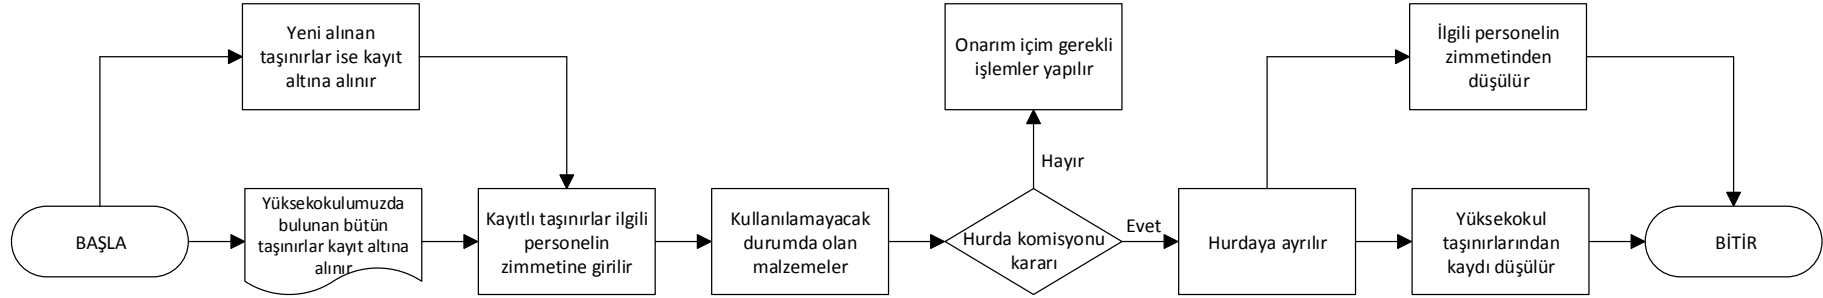 Yeni alınan
taşınırlar ise kayıt
altına alınır
Onarım içim gerekli
işlemler yapılır
İlgili personelin
zimmetinden
düşülür
Hayır
BAŞLA
Yüksekokulumuzda
bulunan bütün
taşınırlar kayıt altına
alınır
Kayıtlı taşınırlar ilgili
personelin
zimmetine girilir
Kullanılamayacak
durumda olan
malzemeler
Hurda komisyonu
kararı
Evet
Hurdaya ayrılır
Yüksekokul
taşınırlarından
kaydı düşülür
BİTİR